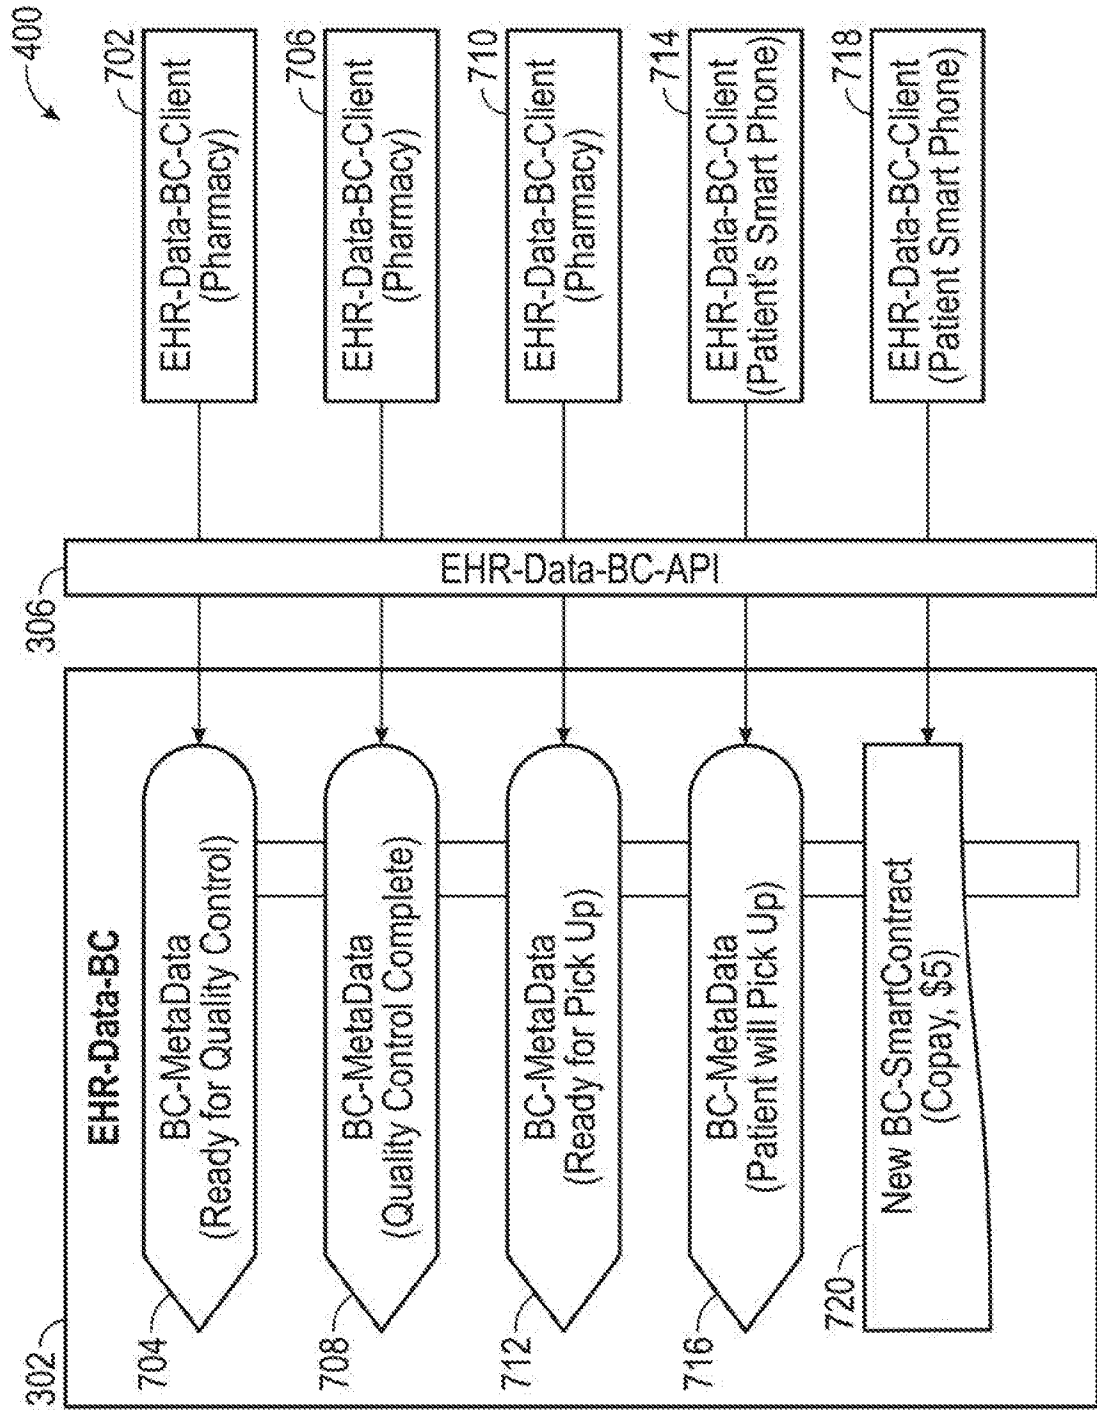 400
302
EHR-Data-BC
306
EHR-Data-BC-API
704
BC-MetaData
(Ready for Quality Control)
702
EHR-Data-BC-Client
(Pharmacy)
708
BC-MetaData
(Quality Control Complete)
706
EHR-Data-BC-Client
(Pharmacy)
712
BC-MetaData
(Ready for Pick Up)
710
EHR-Data-BC-Client
(Pharmacy)
716
BC-MetaData
(Patient will Pick Up)
714
EHR-Data-BC-Client
(Patient's Smart Phone)
720
New BC-SmartContract
(Copay, $5)
718
EHR-Data-BC-Client
(Patient Smart Phone)